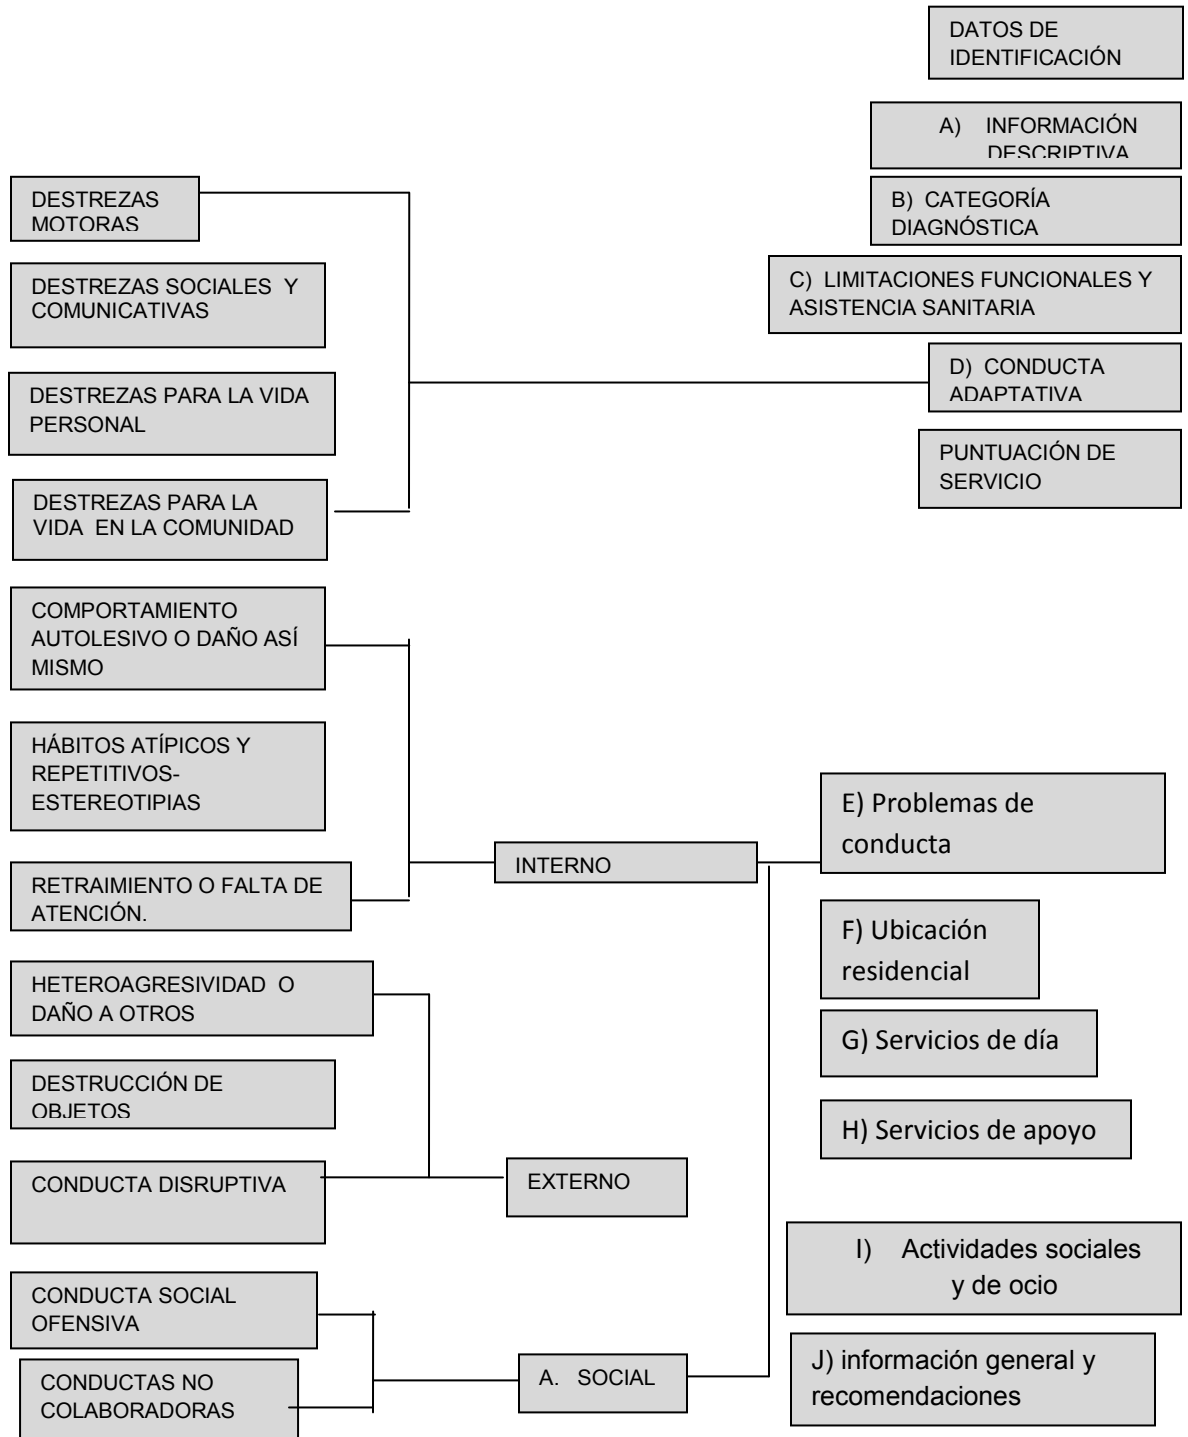 DATOS DE
IDENTIFICACIÓN
A) INFORMACIÓN
DESCRIPTIVA
B) CATEGORÍA
DIAGNÓSTICA
C) LIMITACIONES FUNCIONALES Y
ASISTENCIA SANITARIA
D) CONDUCTA
ADAPTATIVA
PUNTUACIÓN DE
SERVICIO
DESTREZAS
MOTORAS
DESTREZAS SOCIALES Y
COMUNICATIVAS
DESTREZAS PARA LA VIDA
PERSONAL
DESTREZAS PARA LA
VIDA EN LA COMUNIDAD
COMPORTAMIENTO
AUTOLESIVO O DAÑO ASÍ
MISMO
HÁBITOS ATÍPICOS Y
REPETITIVOS-
ESTEREOTIPIAS
RETRAIMIENTO O FALTA DE
ATENCIÓN.
INTERNO
E) Problemas de
conducta
F) Ubicación
residencial
G) Servicios de día
H) Servicios de apoyo
HETEROAGRESIVIDAD O
DAÑO A OTROS
DESTRUCCIÓN DE
OBJETOS
CONDUCTA DISRUPTIVA
EXTERNO
I) Actividades sociales
y de ocio
CONDUCTA SOCIAL
OFENSIVA
CONDUCTAS NO
COLABORADORAS
A. SOCIAL
J) información general y
recomendaciones